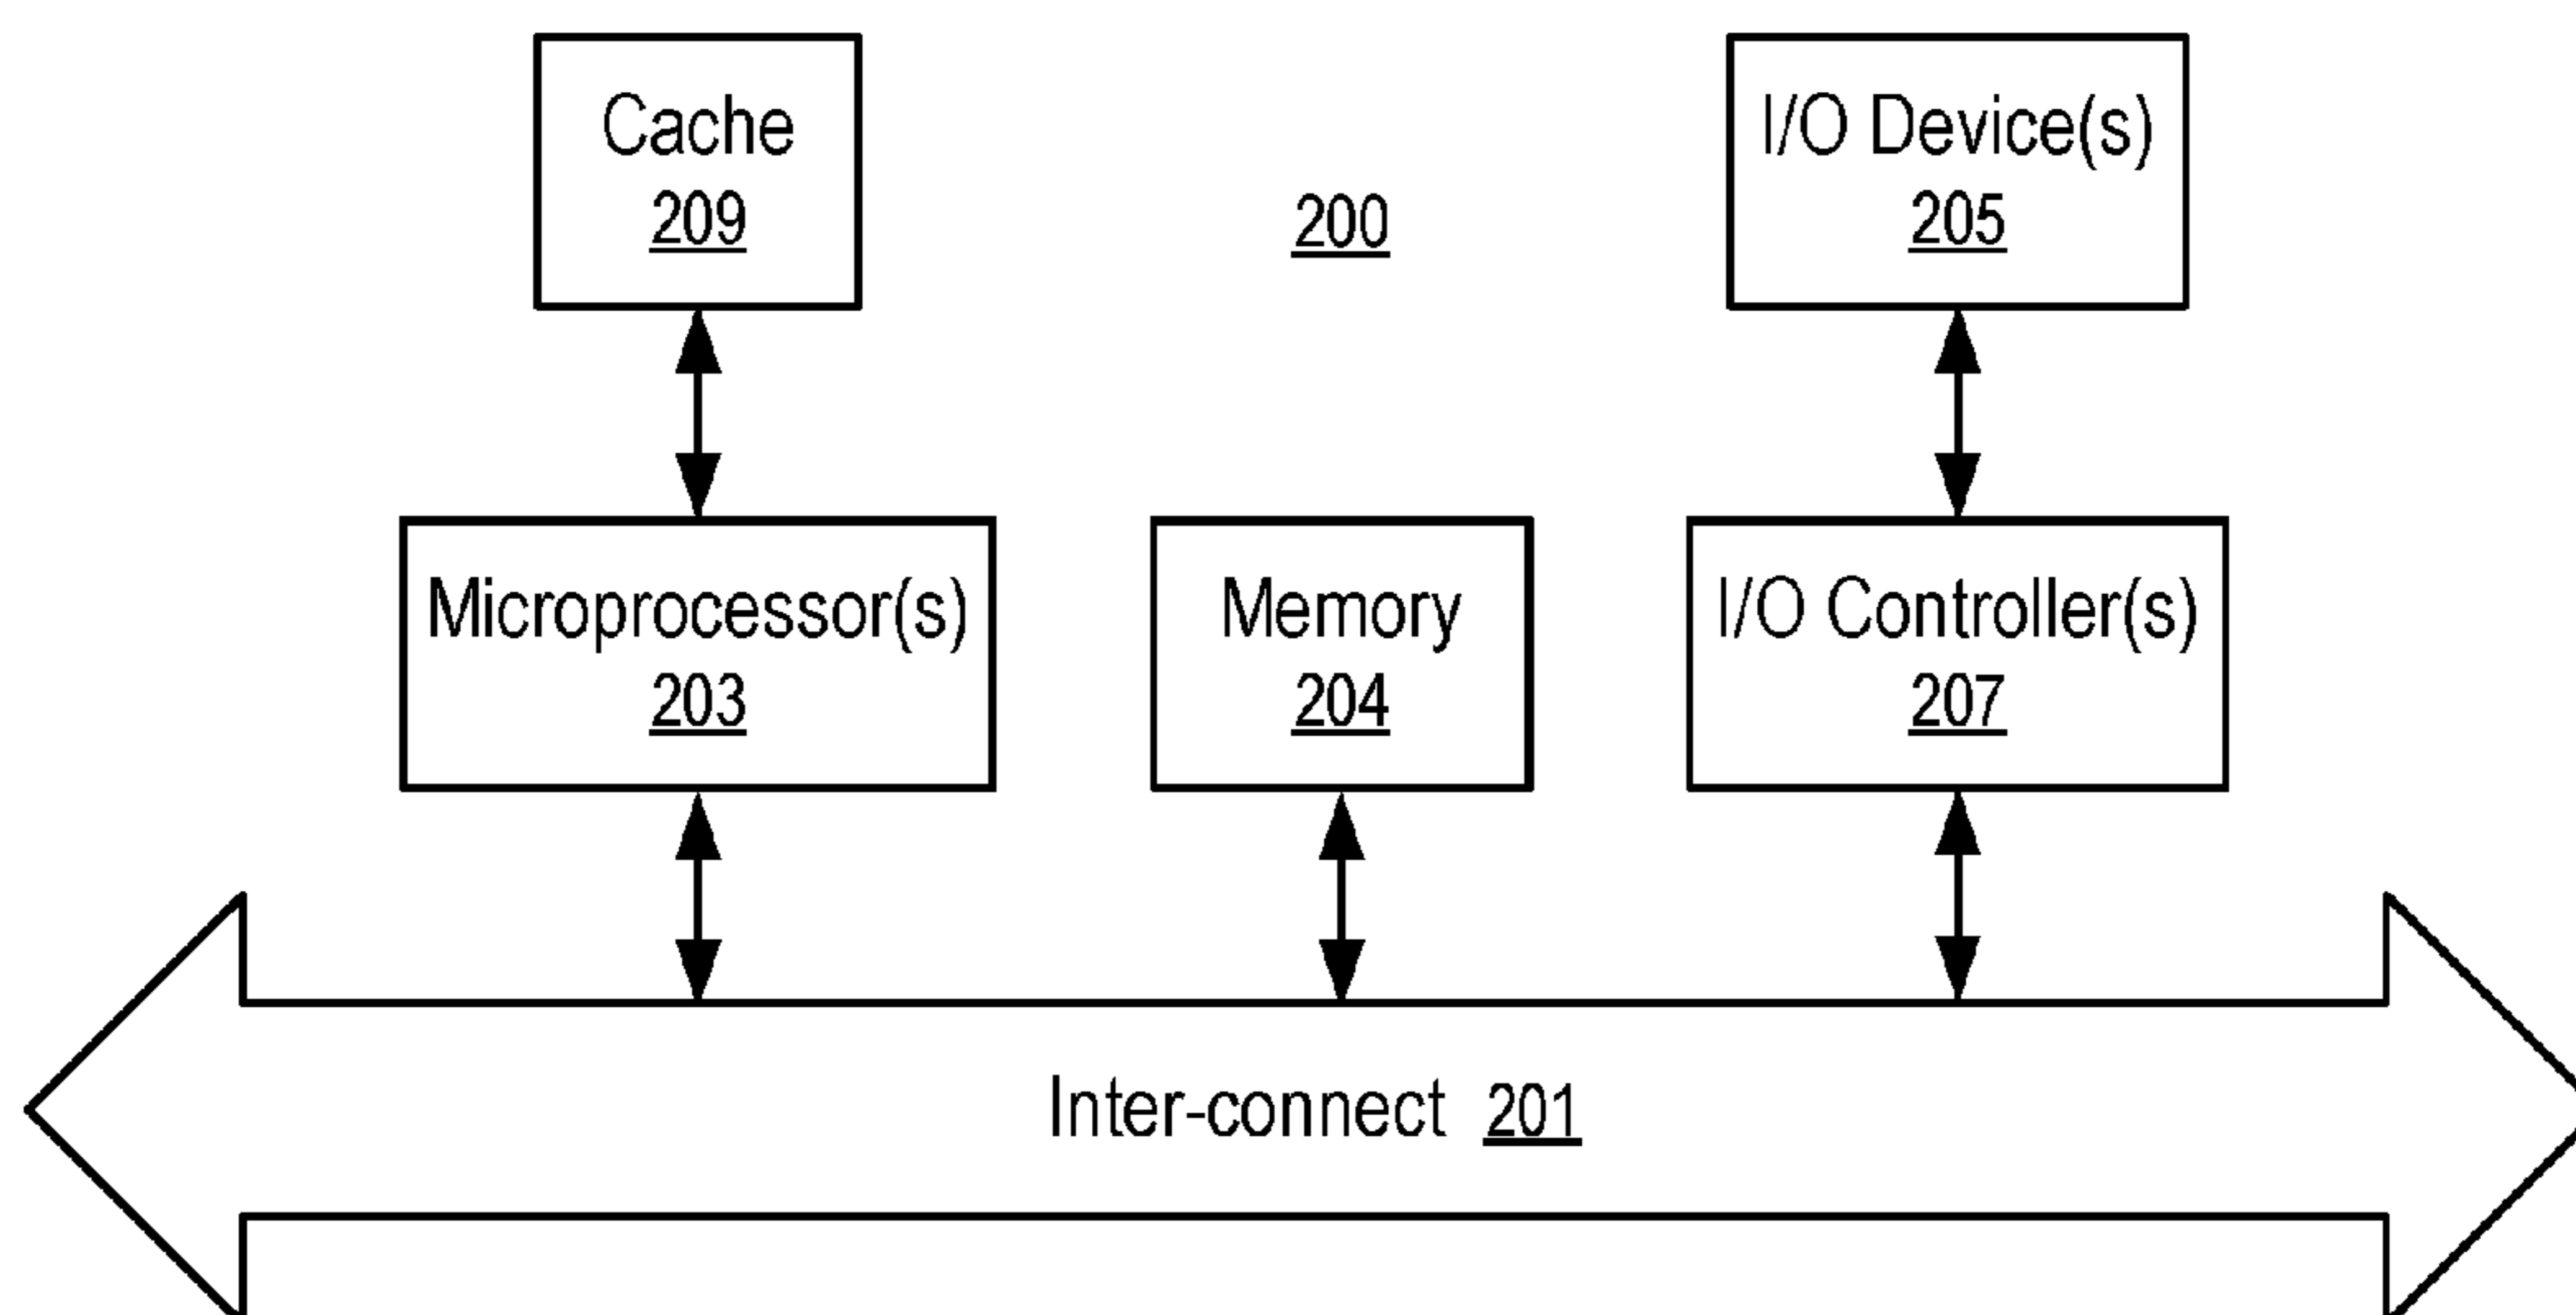 Cache
209
200
I/O Device(s)
205
Microprocessor(s)
203
Memory
204
I/O Controller(s)
207
Inter-connect 201